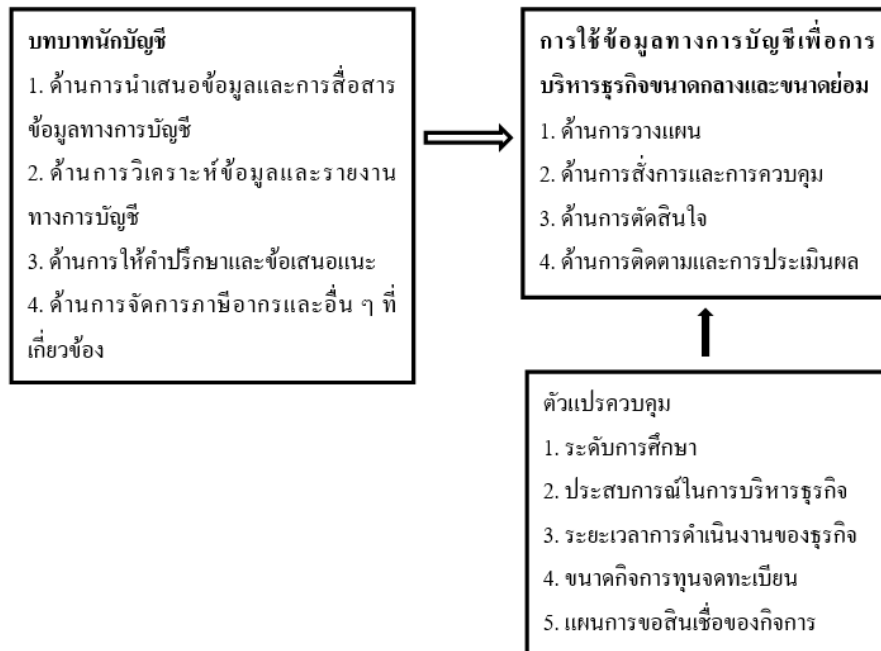 บทบาทนักบัญชี
1. ด้านการนำเสนอข้อมูลและการสื่อสาร
ข้อมูลทางการบัญชี
2. ด้านการวิเคราะห์ข้อมูลและรายงาน
ทางการบัญชี
3. ด้านการให้คำปรึกษาและข้อเสนอแนะ
4. ด้านการจัดการภาษีอากรและอื่น ๆ ที่
เกี่ยวข้อง
การใช้ข้อมูลทางการบัญชีเพื่อการ
บริหารธุรกิจขนาดกลางและขนาดย่อม
1. ด้านการวางแผน
2. ด้านการสั่งการและการควบคุม
3. ด้านการตัดสินใจ
4. ด้านการติดตามและการประเมินผล
ตัวแปรควบคุม
1. ระดับการศึกษา
2. ประสบการณ์ในการบริหารธุรกิจ
3. ระยะเวลาการดำเนินงานของธุรกิจ
4. ขนาดกิจการทุนจดทะเบียน
5. แผนการขอสินเชื่อของกิจการ